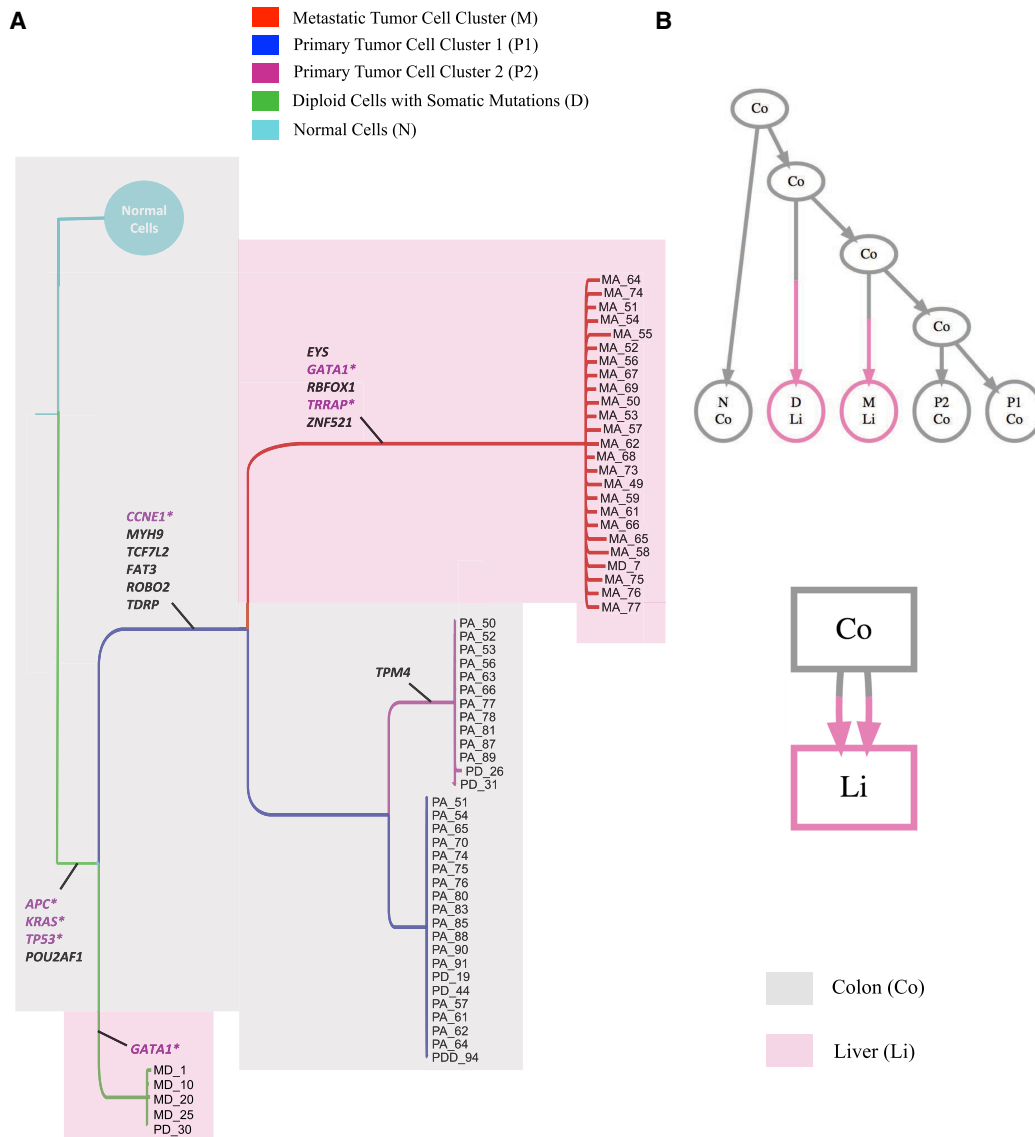 A
Metastatic Tumor Cell Cluster (M)
Primary Tumor Cell Cluster 1 (P1)
Primary Tumor Cell Cluster 2 (P2)
Diploid Cells with Somatic Mutations (D)
Normal Cells (N)
Normal
Cells
EYS
GATA1*
RBFOX1
TRRAP*
ZNF521
MA_64
MA_74
MA_51
MA_54
MA_55
MA_52
MA_56
MA_67
MA_69
MA_50
MA_53
MA_57
MA_62
MA_68
MA_73
MA_49
MA_59
MA_61
MA_66
MA_65
MA_58
MD_7
MA_75
MA_76
MA_77
CCNE1*
MYH9
TCF7L2
FAT3
ROBO2
TDRP
TPM4
PA_50
PA_52
PA_53
PA_56
PA_63
PA_66
PA_77
PA_78
PA_81
PA_87
PA_89
PD_26
PD_31
PA_51
PA_54
PA_65
PA_70
PA_74
PA_75
PA_76
PA_80
PA_83
PA_85
PA_88
PA_90
PA_91
PD_19
PD_44
PA_57
PA_61
PA_62
PA_64
PDD_94
APC*
KRAS*
TP53*
POU2AF1
GATA1*
MD_1
MD_10
MD_20
MD_25
PD_30
B
Co
Co
Co
Co
N
Co
D
Li
M
Li
P2
Co
P1
Co
Co
Li
Colon (Co)
Liver (Li)